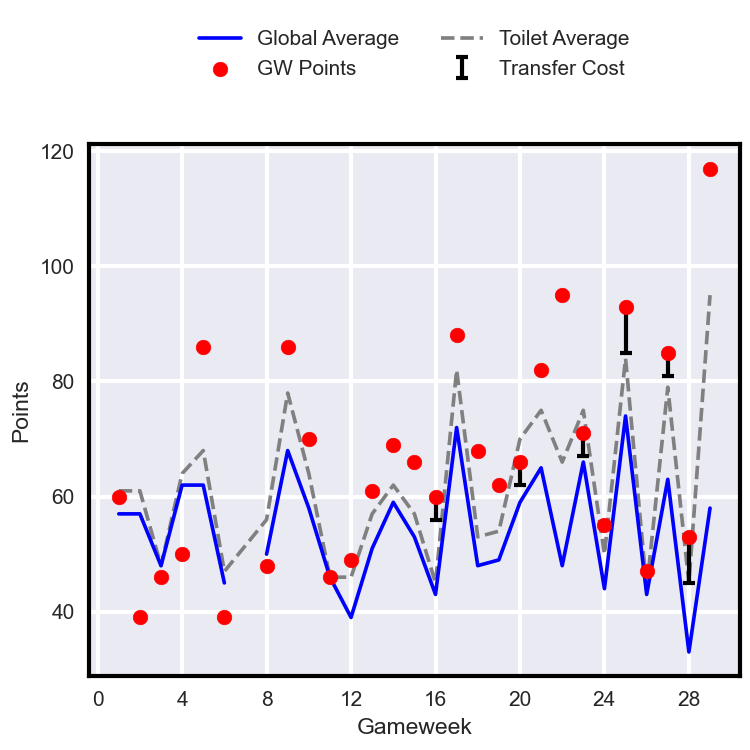 Global Average Toilet Average
GW Points Transfer Cost
120
100
80
60
40
Points
0 4 8 12 16 20 24 28
Gameweek